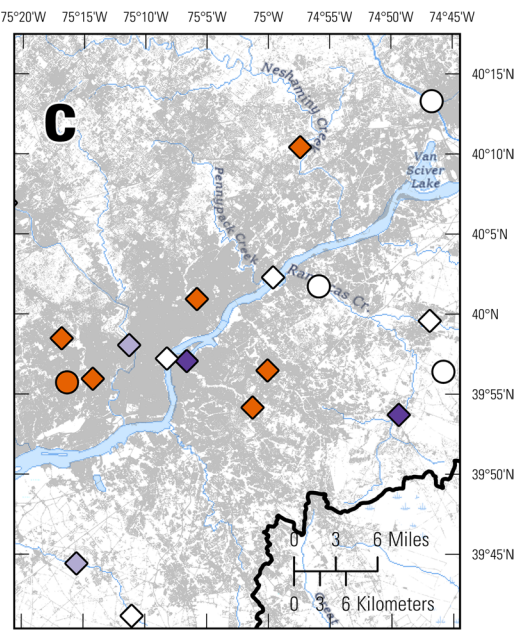 75°20'W 75°15'W 75°10'W 75°5'W 75°W 74°55'W 74°50'W 74°45'W
C
Neshaminy Creek
40°15'N
40°10'N
Van
Sciver
Lake
Pennypack Creek
40°5'N
Rancocas Cr.
40°N
39°55'N
39°50'N
39°45'N
0 3 6 Miles
0 3 6 Kilometers